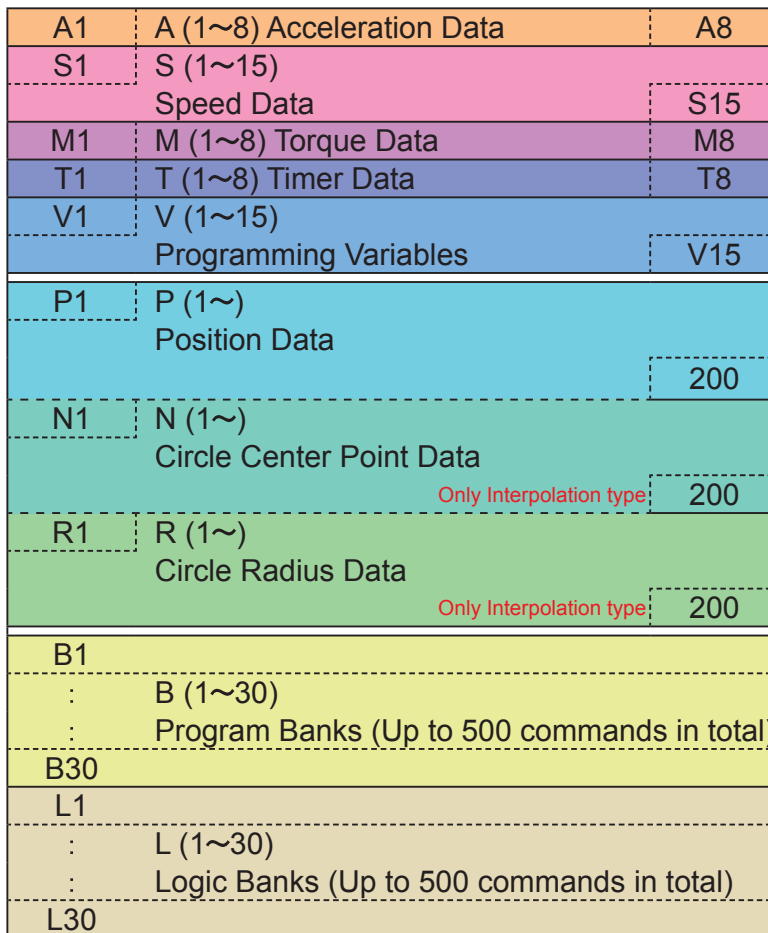 A1 A (1〜8) Acceleration Data A8
S1 S (1〜15)
Speed Data S15
M1 M (1〜8) Torque Data M8
T1 T (1〜8) Timer Data T8
V1 V (1〜15)
Programming Variables V15
P1 P (1〜)
Position Data
200
N1 N (1〜)
Circle Center Point Data
Only Interpolation type 200
R1 R (1〜)
Circle Radius Data
Only Interpolation type 200
B1
: B (1〜30)
: Program Banks (Up to 500 commands in total)
B30
L1
: L (1〜30)
: Logic Banks (Up to 500 commands in total)
L30